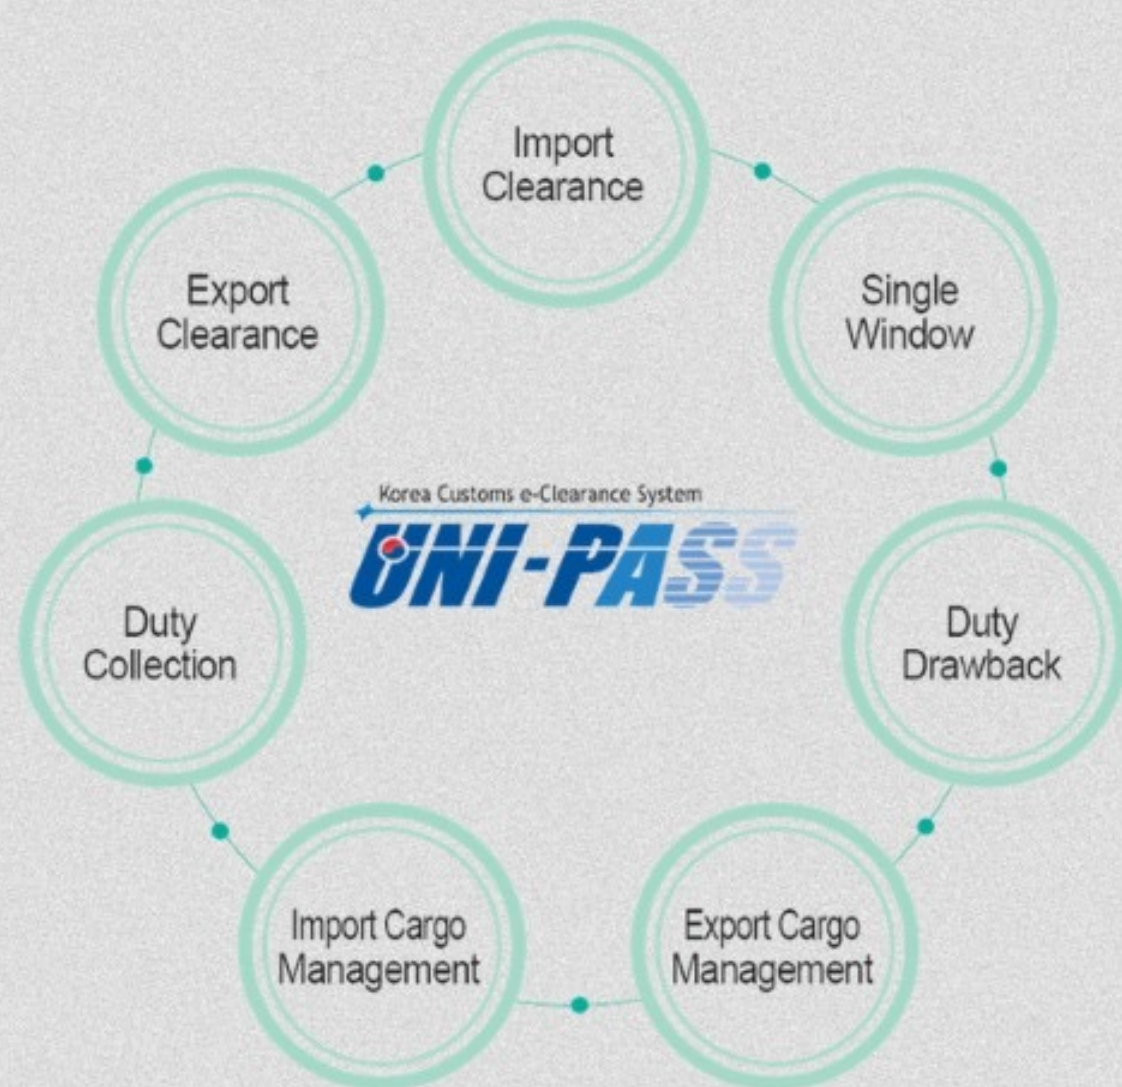 Import
Clearance
Single
Window
Duty
Drawback
Export Cargo
Management
Import Cargo
Management
Duty
Collection
Export
Clearance
Korea Customs e-Clearance System
UNI-PASS